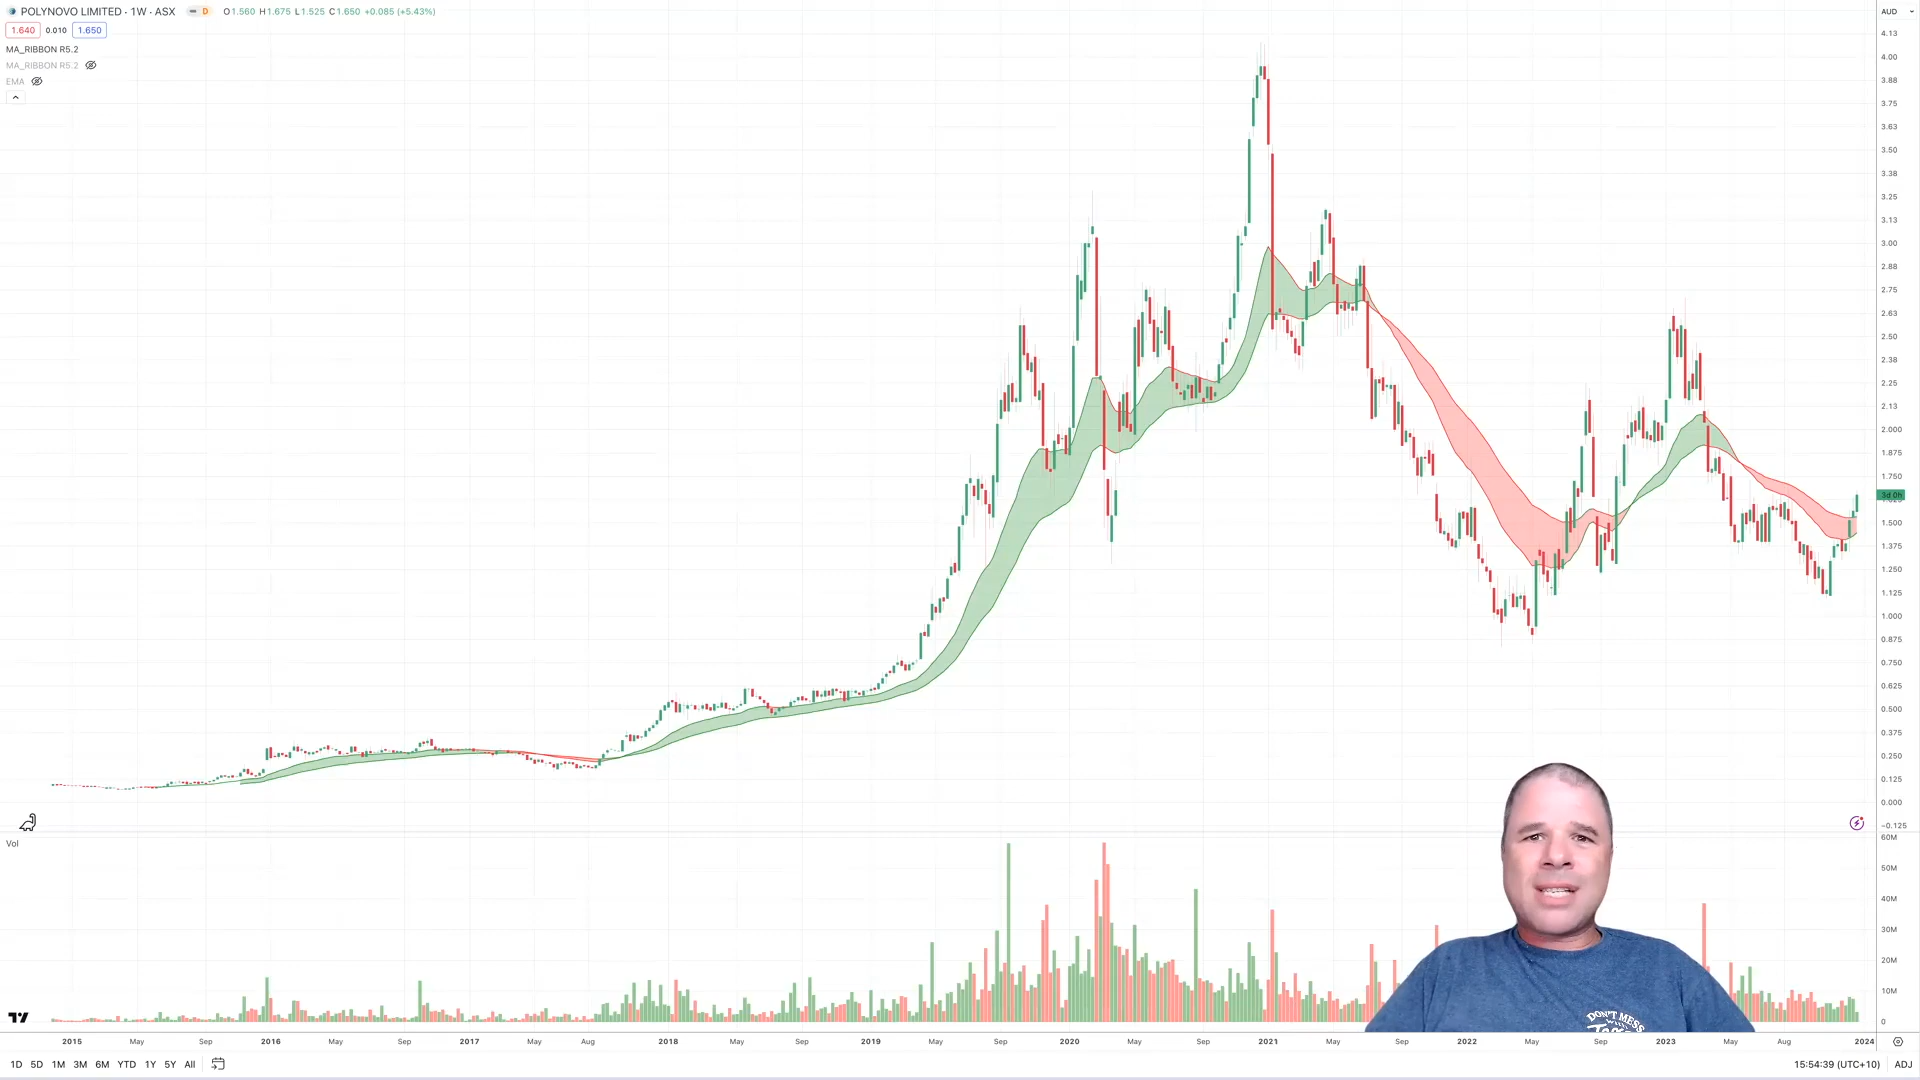 POLYNOVO LIMITED · 1W · ASX D O1.560 H1.675 L1.525 C1.650 +0.085 (+5.43%) AUD
1.640 0.010 1.650
MA_RIBBON R5.2
MA_RIBBON R5.2
EMA
4.13
4.00
3.88
3.75
3.63
3.50
3.38
3.25
3.13
3.00
2.88
2.75
2.63
2.50
2.38
2.25
2.13
2.000
1.875
1.750
3d 0h
1.500
1.375
1.250
1.125
1.000
0.875
0.750
0.625
0.500
0.375
0.250
0.125
0.000
−0.125
Vol
60M
50M
40M
30M
20M
10M
0
DON'T MESS
WITH
2015 May Sep 2016 May Sep 2017 May Aug 2018 May Sep 2019 May Sep 2020 May Sep 2021 May Sep 2022 May Sep 2023 May Aug 2024
1D 5D 1M 3M 6M YTD 1Y 5Y All 15:54:39 (UTC+10) ADJ